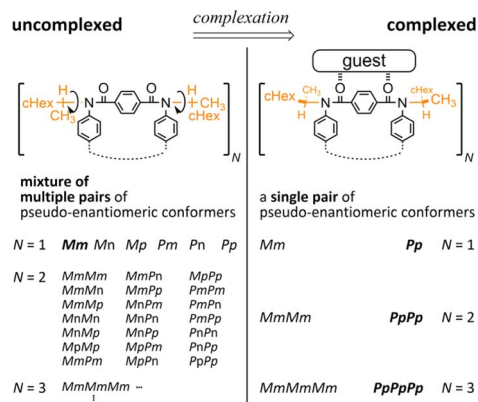 uncomplexed
complexation
complexed
guest
H
O
O
H
cHex
N
N
CH3
CH3
cHex
N
O
O
cHex
cHex
CH3
N
N
CH3
H
H
N
mixture of
multiple pairs of
pseudo-enantiomeric conformers
a single pair of
pseudo-enantiomeric conformers
N = 1 Mm Mn Mp Pm Pn Pp
Mm Pp N = 1
N = 2 MmMm MmPn MpPp
MmMn MmPp PmPm
MmMp MnPm PmPn
MnMn MnPn PmPp
MnMp MnPp PnPn
MpMp MpPm PnPp
MmPm MpPn PpPp
MmMm PpPp N = 2
N = 3 MmMmMm ···
MmMmMm PpPpPp N = 3